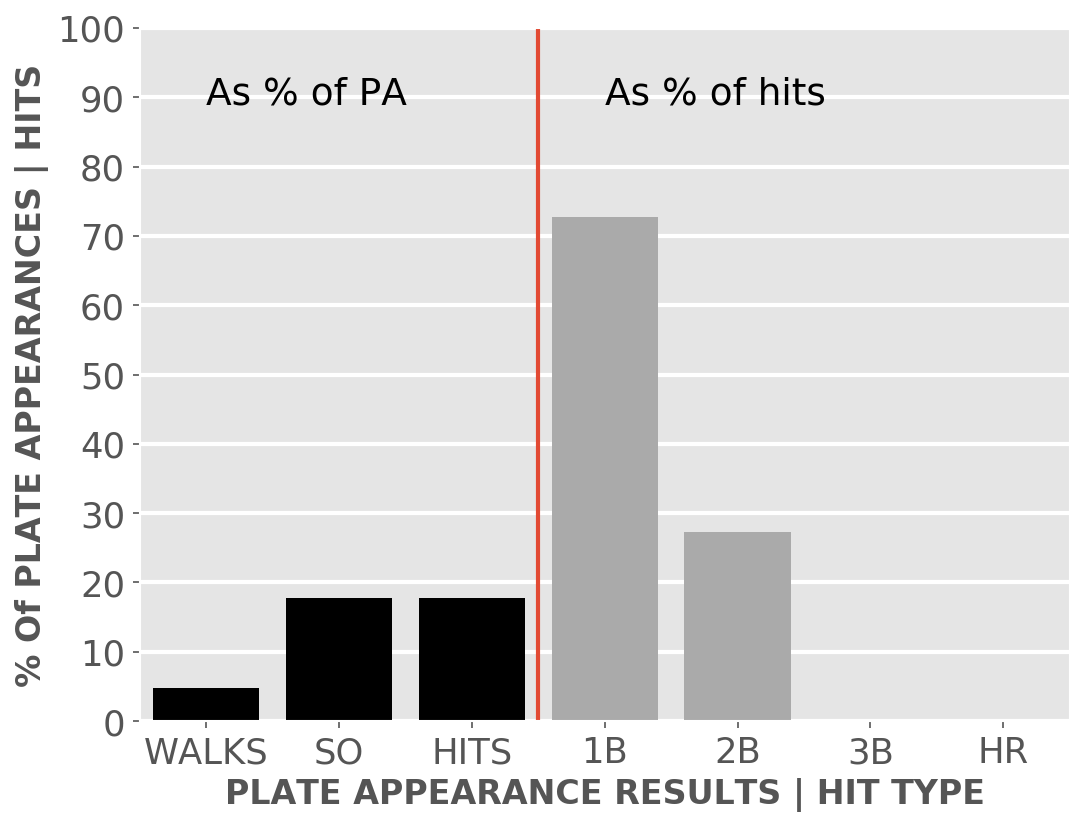 100
90
80
70
60
50
40
30
20
10
0
% Of PLATE APPEARANCES | HITS
As % of PA
As % of hits
WALKS SO HITS 1B 2B 3B HR
PLATE APPEARANCE RESULTS | HIT TYPE